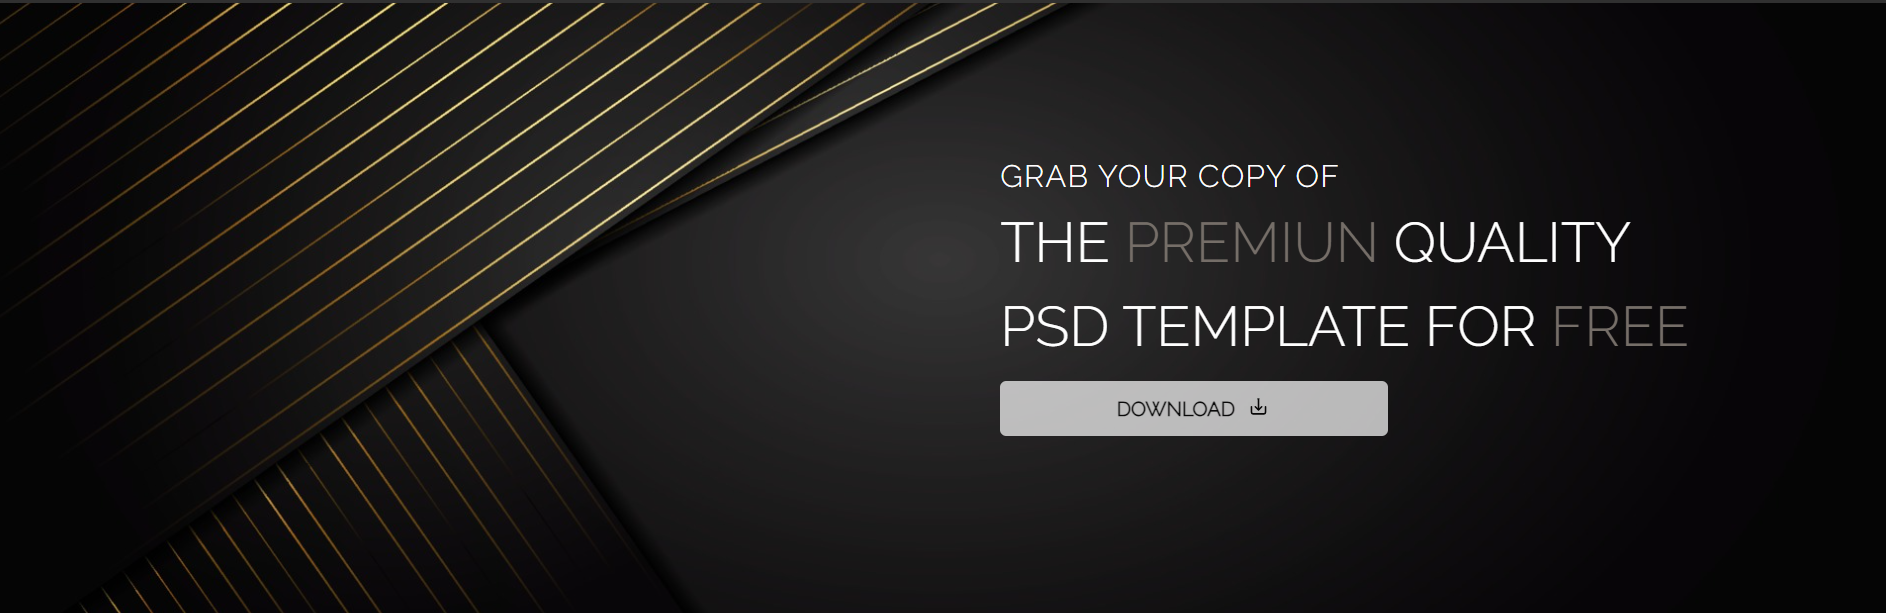 GRAB YOUR COPY OF
THE PREMIUN QUALITY
PSD TEMPLATE FOR FREE
DOWNLOAD